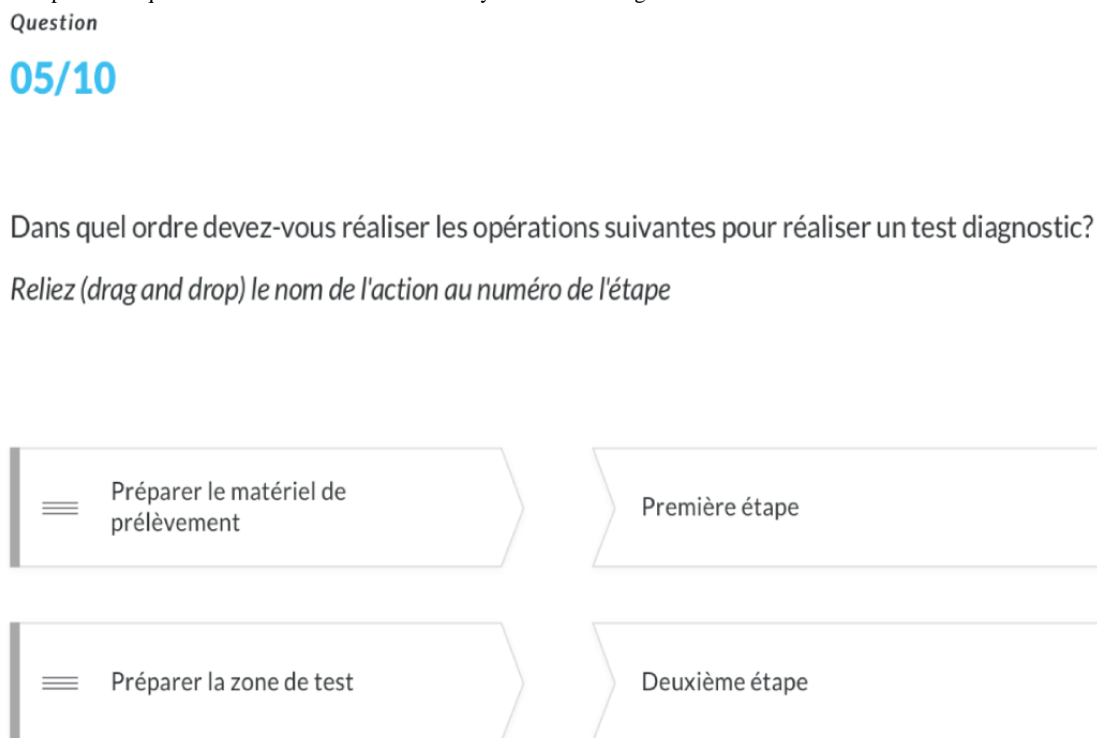 Question
05/10
Dans quel ordre devez-vous réaliser les opérations suivantes pour réaliser un test diagnostic?
Reliez (drag and drop) le nom de l'action au numéro de l'étape
Préparer le matériel de
prélèvement
Première étape
Préparer la zone de test
Deuxième étape